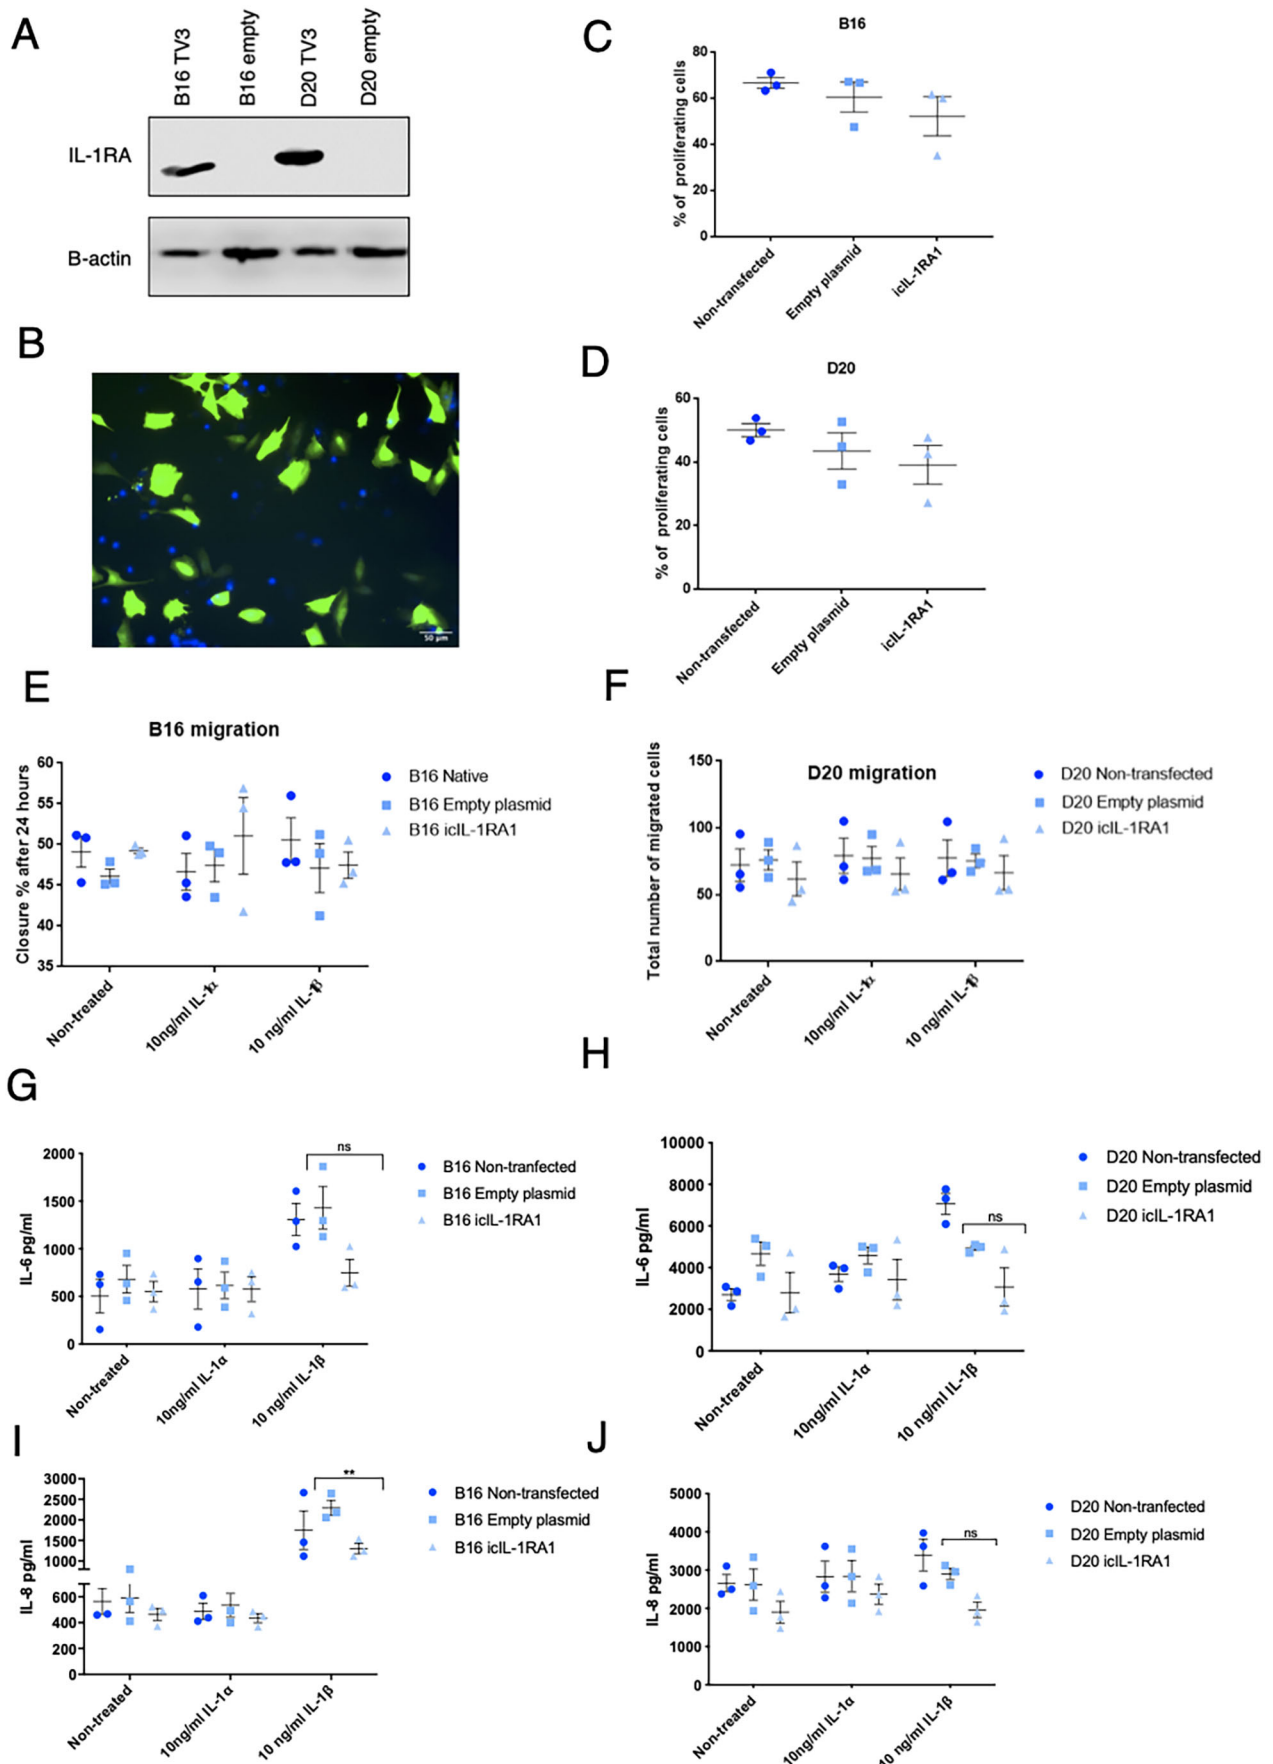 A
B16 TV3
B16 empty
D20 TV3
D20 empty
IL-1RA
B-actin
B
50 µm
C
B16
% of proliferating cells
80
60
40
20
0
Non-transfected
Empty plasmid
icIL-1RA1
D
D20
% of proliferating cells
60
40
20
0
Non-transfected
Empty plasmid
icIL-1RA1
E
B16 migration
Closure % after 24 hours
60
55
50
45
40
35
Non-treated
10ng/ml IL-1α
10 ng/ml IL-1β
B16 Native
B16 Empty plasmid
B16 icIL-1RA1
F
D20 migration
Total number of migrated cells
150
100
50
0
Non-treated
10ng/ml IL-1α
10 ng/ml IL-1β
D20 Non-transfected
D20 Empty plasmid
D20 icIL-1RA1
G
IL-6 pg/ml
2000
1500
1000
500
0
ns
Non-treated
10ng/ml IL-1α
10 ng/ml IL-1β
B16 Non-tranfected
B16 Empty plasmid
B16 icIL-1RA1
H
IL-6 pg/ml
10000
8000
6000
4000
2000
0
ns
Non-treated
10ng/ml IL-1α
10 ng/ml IL-1β
D20 Non-transfected
D20 Empty plasmid
D20 icIL-1RA1
I
IL-8 pg/ml
3000
2500
2000
1500
1000
600
400
200
0
**
Non-treated
10ng/ml IL-1α
10 ng/ml IL-1β
B16 Non-transfected
B16 Empty plasmid
B16 icIL-1RA1
J
IL-8 pg/ml
5000
4000
3000
2000
1000
0
ns
Non-treated
10ng/ml IL-1α
10 ng/ml IL-1β
D20 Non-tranfected
D20 Empty plasmid
D20 icIL-1RA1